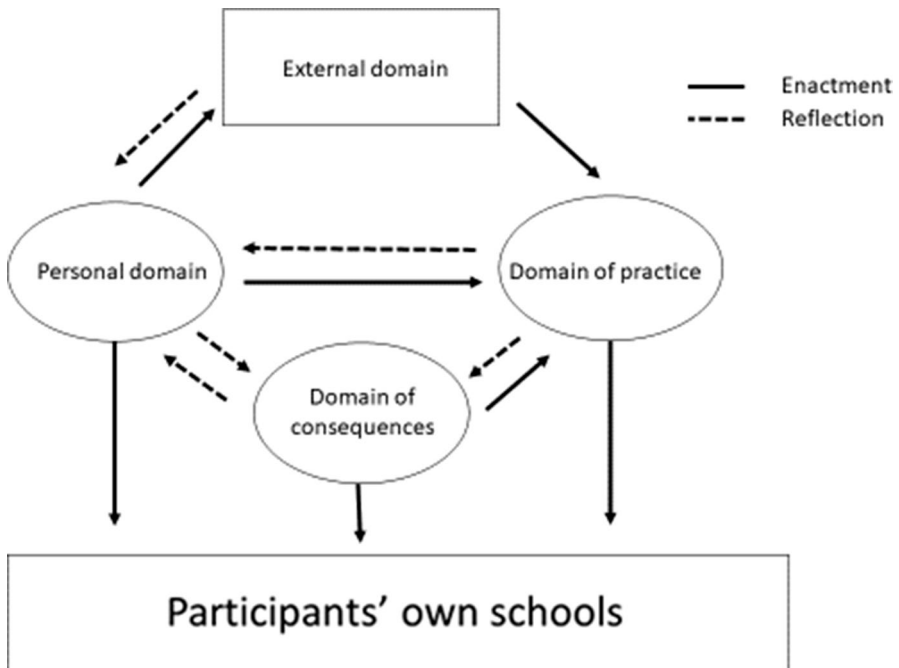 External domain
Enactment
Reflection
Personal domain
Domain of practice
Domain of
consequences
Participants’ own schools